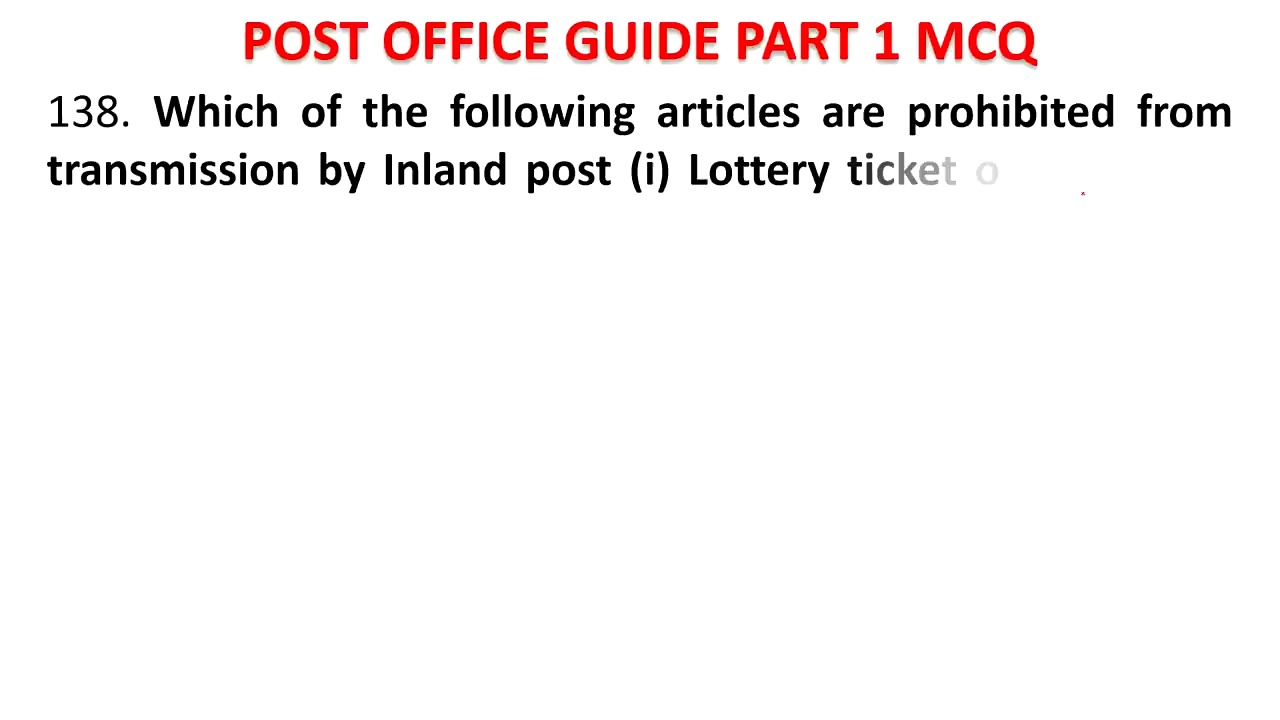 POST OFFICE GUIDE PART 1 MCQ
138. Which of the following articles are prohibited from
transmission by Inland post (i) Lottery ticket o